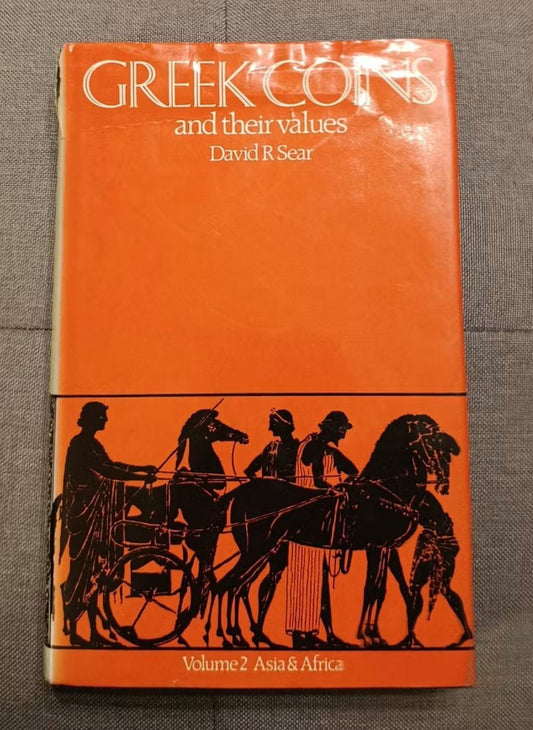 GREEK COINS
and their values
David R Sear
Volume 2 Asia & Africa